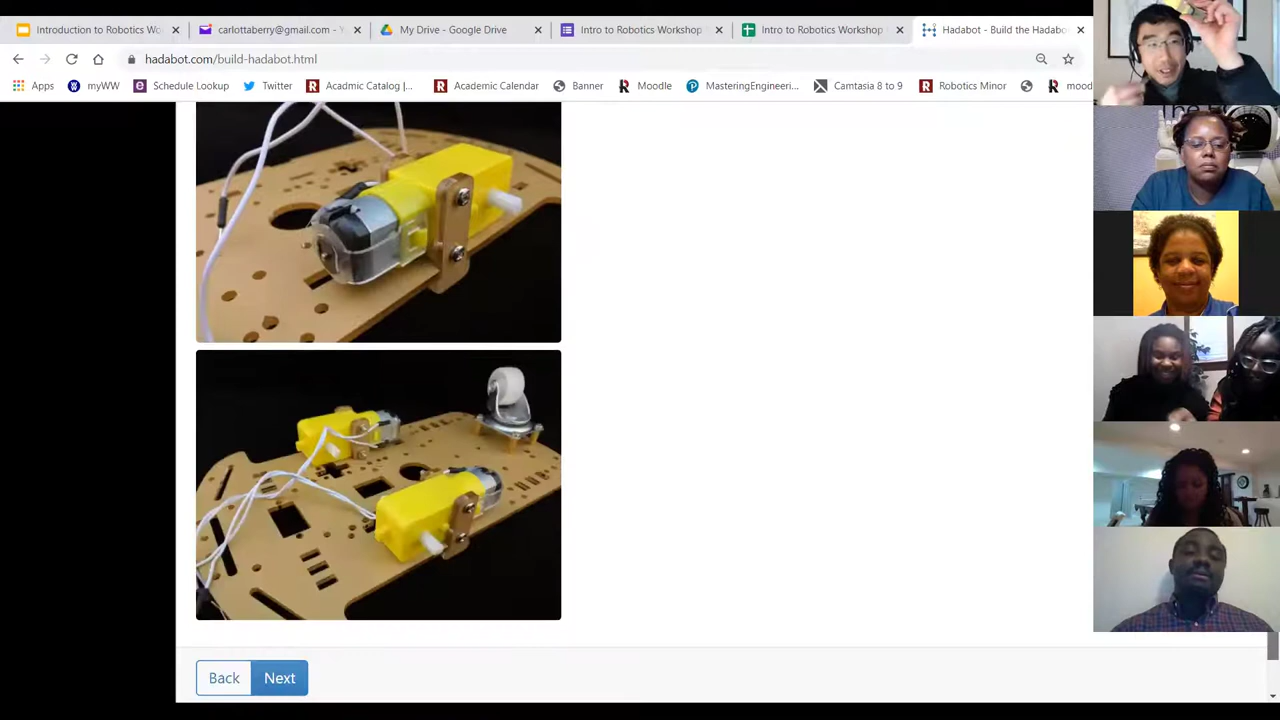 Introduction to Robotics Wo
carlottaberry@gmail.com - Y
My Drive - Google Drive
Intro to Robotics Workshop
Intro to Robotics Workshop
Hadabot - Build the Hadabo
hadabot.com/build-hadabot.html
Apps
myWW
Schedule Lookup
Twitter
Acadmic Catalog |...
Academic Calendar
Banner
Moodle
MasteringEngineeri...
Camtasia 8 to 9
Robotics Minor
mood
Back
Next